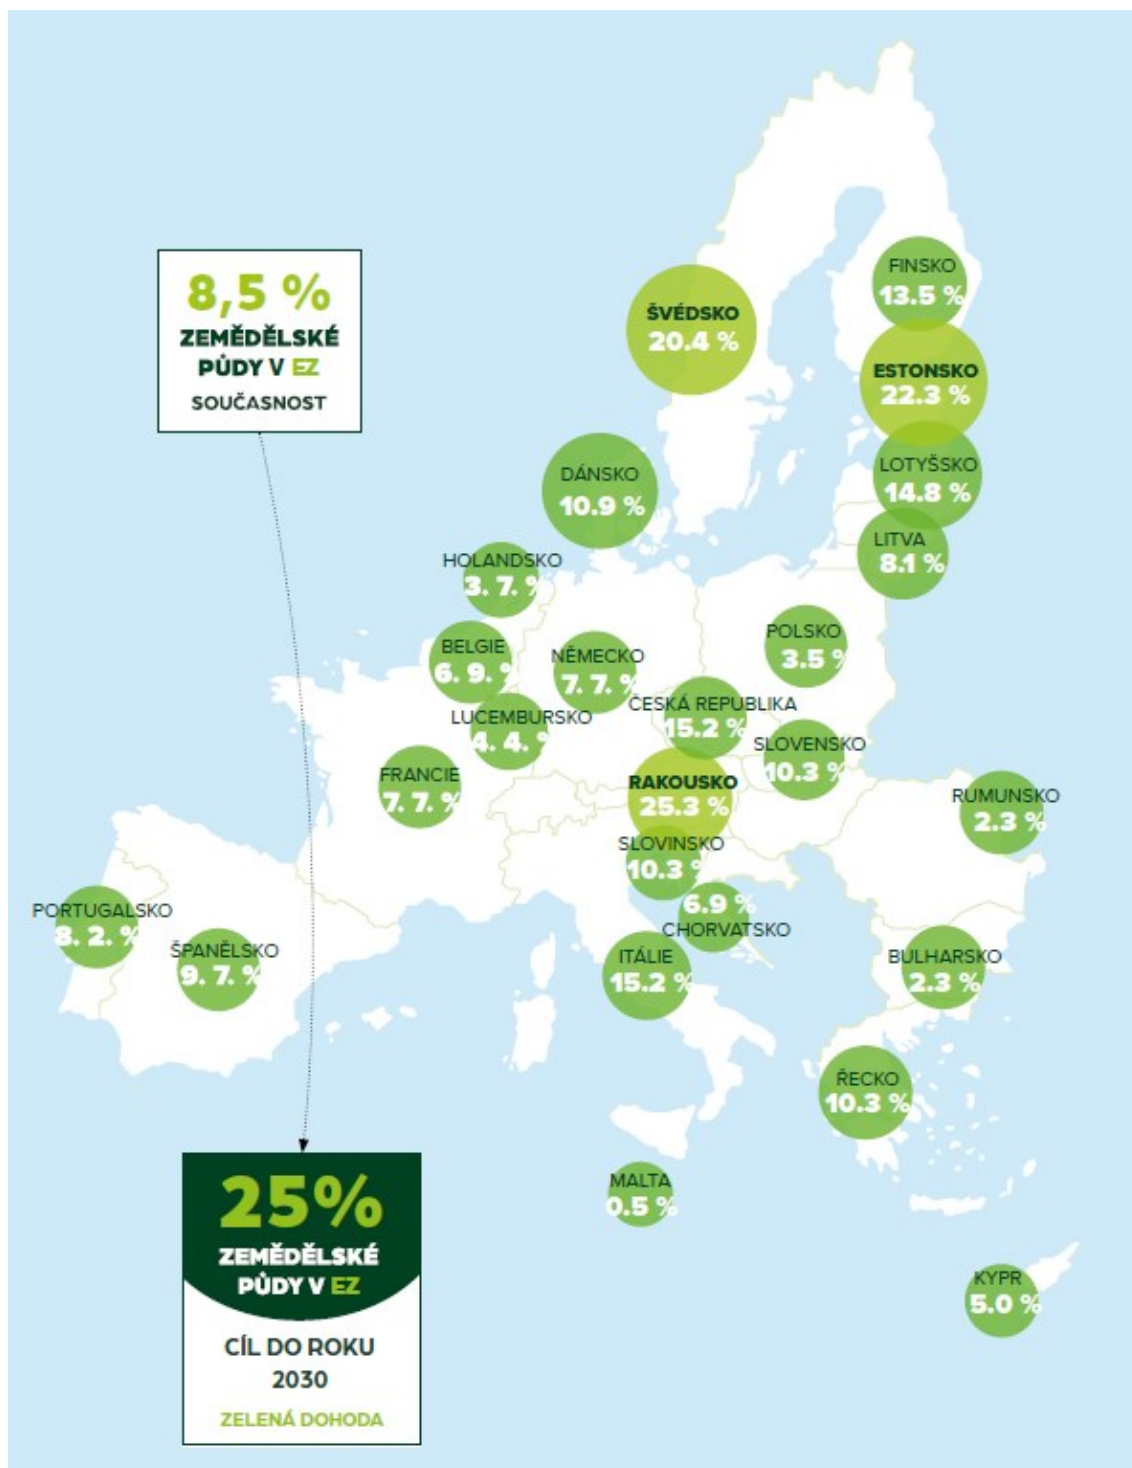 8,5 %
ZEMĚDĚLSKÉ
PŮDY V EZ
SOUČASNOST
FINSKO
13.5 %
ŠVÉDSKO
20.4 %
ESTONSKO
22.3 %
LOTYŠSKO
14.8 %
DÁNSKO
10.9 %
LITVA
8.1 %
HOLANDSKO
3. 7. %
BELGIE
6. 9. %
NĚMECKO
7. 7. %
POLSKO
3.5 %
LUCEMBURSKO
4. 4. %
ČESKÁ REPUBLIKA
15.2 %
SLOVENSKO
10.3 %
FRANCIE
7. 7. %
RAKOUSKO
25.3 %
RUMUNSKO
2.3 %
SLOVINSKO
10.3 %
6.9 %
CHORVATSKO
PORTUGALSKO
8. 2. %
ŠPANĚLSKO
9. 7. %
ITÁLIE
15.2 %
BULHARSKO
2.3 %
ŘECKO
10.3 %
MALTA
0.5 %
KYPR
5.0 %
25%
ZEMĚDĚLSKÉ
PŮDY V EZ
CÍL DO ROKU
2030
ZELENÁ DOHODA